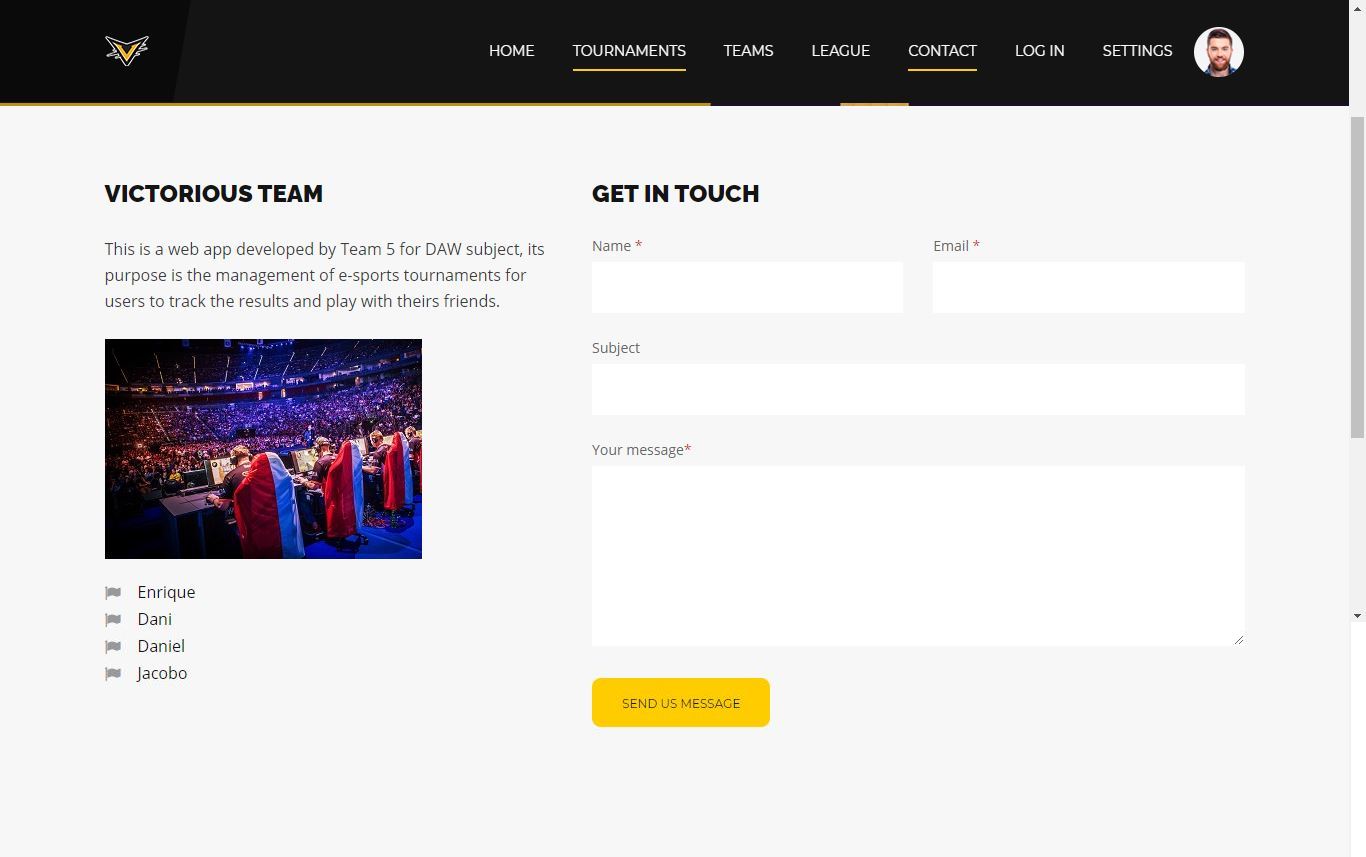 HOME TOURNAMENTS TEAMS LEAGUE CONTACT LOG IN SETTINGS
VICTORIOUS TEAM
This is a web app developed by Team 5 for DAW subject, its
purpose is the management of e-sports tournaments for
users to track the results and play with theirs friends.
Enrique
Dani
Daniel
Jacobo
GET IN TOUCH
Name *
Email *
Subject
Your message*
SEND US MESSAGE